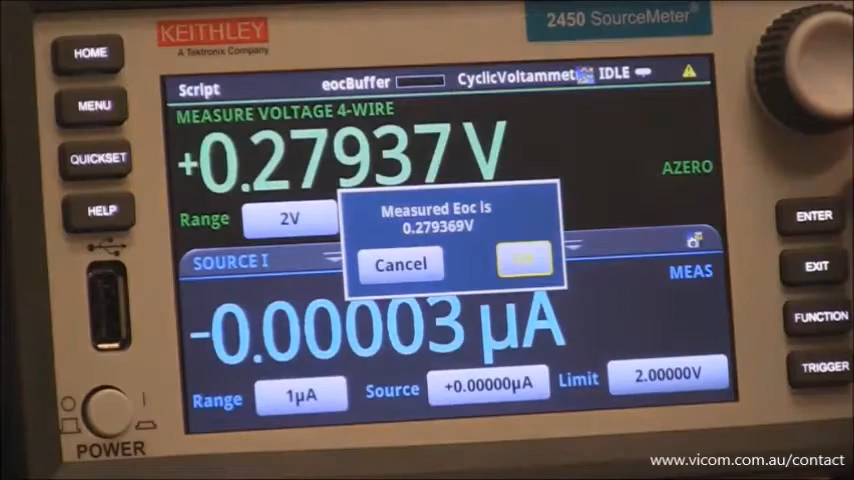 KEITHLEY
A Tektronix Company
2450 SourceMeter®
HOME
MENU
QUICKSET
HELP
POWER
Script
eocBuffer
CyclicVoltammet
IDLE
MEASURE VOLTAGE 4-WIRE
+0.27937 V
AZERO
Range
2V
Measured Eoc is
0.279369V
Cancel
SOURCE I
MEAS
-0.00003 µA
Range
1µA
Source
+0.00000µA
Limit
2.00000V
ENTER
EXIT
FUNCTION
TRIGGER
www.vicom.com.au/contact